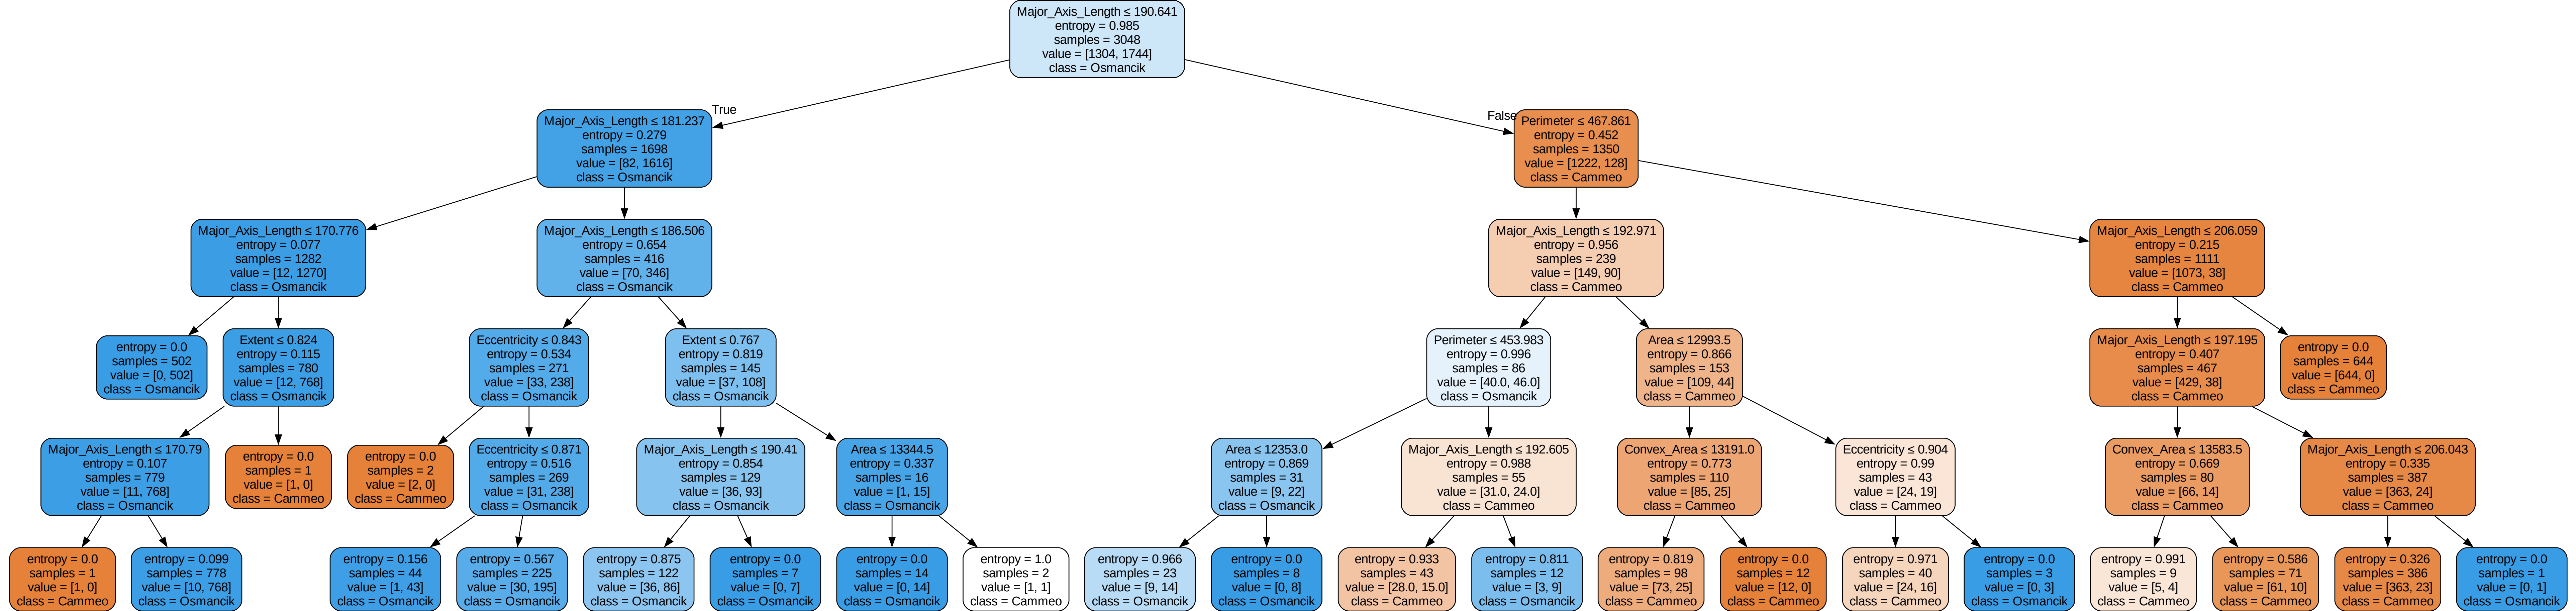 Major_Axis_Length ≤ 190.641
entropy = 0.985
samples = 3048
value = [1304, 1744]
class = Osmancik
True
False
Major_Axis_Length ≤ 181.237
entropy = 0.279
samples = 1698
value = [82, 1616]
class = Osmancik
Perimeter ≤ 467.861
entropy = 0.452
samples = 1350
value = [1222, 128]
class = Cammeo
Major_Axis_Length ≤ 170.776
entropy = 0.077
samples = 1282
value = [12, 1270]
class = Osmancik
Major_Axis_Length ≤ 186.506
entropy = 0.654
samples = 416
value = [70, 346]
class = Osmancik
Major_Axis_Length ≤ 192.971
entropy = 0.956
samples = 239
value = [149, 90]
class = Cammeo
Major_Axis_Length ≤ 206.059
entropy = 0.215
samples = 1111
value = [1073, 38]
class = Cammeo
entropy = 0.0
samples = 502
value = [0, 502]
class = Osmancik
Extent ≤ 0.824
entropy = 0.115
samples = 780
value = [12, 768]
class = Osmancik
Eccentricity ≤ 0.843
entropy = 0.534
samples = 271
value = [33, 238]
class = Osmancik
Extent ≤ 0.767
entropy = 0.819
samples = 145
value = [37, 108]
class = Osmancik
Perimeter ≤ 453.983
entropy = 0.996
samples = 86
value = [40.0, 46.0]
class = Osmancik
Area ≤ 12993.5
entropy = 0.866
samples = 153
value = [109, 44]
class = Cammeo
Major_Axis_Length ≤ 197.195
entropy = 0.407
samples = 467
value = [429, 38]
class = Cammeo
entropy = 0.0
samples = 644
value = [644, 0]
class = Cammeo
Major_Axis_Length ≤ 170.79
entropy = 0.107
samples = 779
value = [11, 768]
class = Osmancik
entropy = 0.0
samples = 1
value = [1, 0]
class = Cammeo
entropy = 0.0
samples = 2
value = [2, 0]
class = Cammeo
Eccentricity ≤ 0.871
entropy = 0.516
samples = 269
value = [31, 238]
class = Osmancik
Major_Axis_Length ≤ 190.41
entropy = 0.854
samples = 129
value = [36, 93]
class = Osmancik
Area ≤ 13344.5
entropy = 0.337
samples = 16
value = [1, 15]
class = Osmancik
Area ≤ 12353.0
entropy = 0.869
samples = 31
value = [9, 22]
class = Osmancik
Major_Axis_Length ≤ 192.605
entropy = 0.988
samples = 55
value = [31.0, 24.0]
class = Cammeo
Convex_Area ≤ 13191.0
entropy = 0.773
samples = 110
value = [85, 25]
class = Cammeo
Eccentricity ≤ 0.904
entropy = 0.99
samples = 43
value = [24, 19]
class = Cammeo
Convex_Area ≤ 13583.5
entropy = 0.669
samples = 80
value = [66, 14]
class = Cammeo
Major_Axis_Length ≤ 206.043
entropy = 0.335
samples = 387
value = [363, 24]
class = Cammeo
entropy = 0.0
samples = 1
value = [1, 0]
class = Cammeo
entropy = 0.099
samples = 778
value = [10, 768]
class = Osmancik
entropy = 0.156
samples = 44
value = [1, 43]
class = Osmancik
entropy = 0.567
samples = 225
value = [30, 195]
class = Osmancik
entropy = 0.875
samples = 122
value = [36, 86]
class = Osmancik
entropy = 0.0
samples = 7
value = [0, 7]
class = Osmancik
entropy = 0.0
samples = 14
value = [0, 14]
class = Osmancik
entropy = 1.0
samples = 2
value = [1, 1]
class = Cammeo
entropy = 0.966
samples = 23
value = [9, 14]
class = Osmancik
entropy = 0.0
samples = 8
value = [0, 8]
class = Osmancik
entropy = 0.933
samples = 43
value = [28.0, 15.0]
class = Cammeo
entropy = 0.811
samples = 12
value = [3, 9]
class = Osmancik
entropy = 0.819
samples = 98
value = [73, 25]
class = Cammeo
entropy = 0.0
samples = 12
value = [12, 0]
class = Cammeo
entropy = 0.971
samples = 40
value = [24, 16]
class = Cammeo
entropy = 0.0
samples = 3
value = [0, 3]
class = Osmancik
entropy = 0.991
samples = 9
value = [5, 4]
class = Cammeo
entropy = 0.586
samples = 71
value = [61, 10]
class = Cammeo
entropy = 0.326
samples = 386
value = [363, 23]
class = Cammeo
entropy = 0.0
samples = 1
value = [0, 1]
class = Osmancik